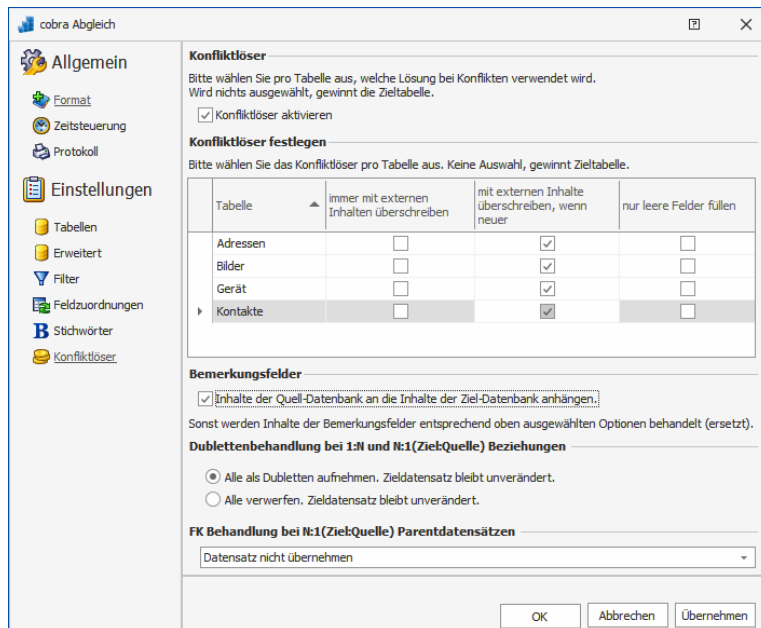 cobra Abgleich
Allgemein
Format
Zeitsteuerung
Protokoll
Einstellungen
Tabellen
Erweitert
Filter
Feldzuordnungen
Stichwörter
Konfliktlöser
Konfliktlöser
Bitte wählen Sie pro Tabelle aus, welche Lösung bei Konflikten verwendet wird.
Wird nichts ausgewählt, gewinnt die Zieltabelle.
Konfliktlöser aktivieren
Konfliktlöser festlegen
Bitte wählen Sie das Konfliktlöser pro Tabelle aus. Keine Auswahl, gewinnt Zieltabelle.
Tabelle
immer mit externen
Inhalten überschreiben
mit externen Inhalte
überschreiben, wenn
neuer
nur leere Felder füllen
Adressen
Bilder
Gerät
Kontakte
Bemerkungsfelder
Inhalte der Quell-Datenbank an die Inhalte der Ziel-Datenbank anhängen.
Sonst werden Inhalte der Bemerkungsfelder entsprechend oben ausgewählten Optionen behandelt (ersetzt).
Dublettenbehandlung bei 1:N und N:1(Ziel:Quelle) Beziehungen
Alle als Dubletten aufnehmen. Zieldatensatz bleibt unverändert.
Alle verwerfen. Zieldatensatz bleibt unverändert.
FK Behandlung bei N:1(Ziel:Quelle) Parentdatensätzen
Datensatz nicht übernehmen
OK
Abbrechen
Übernehmen